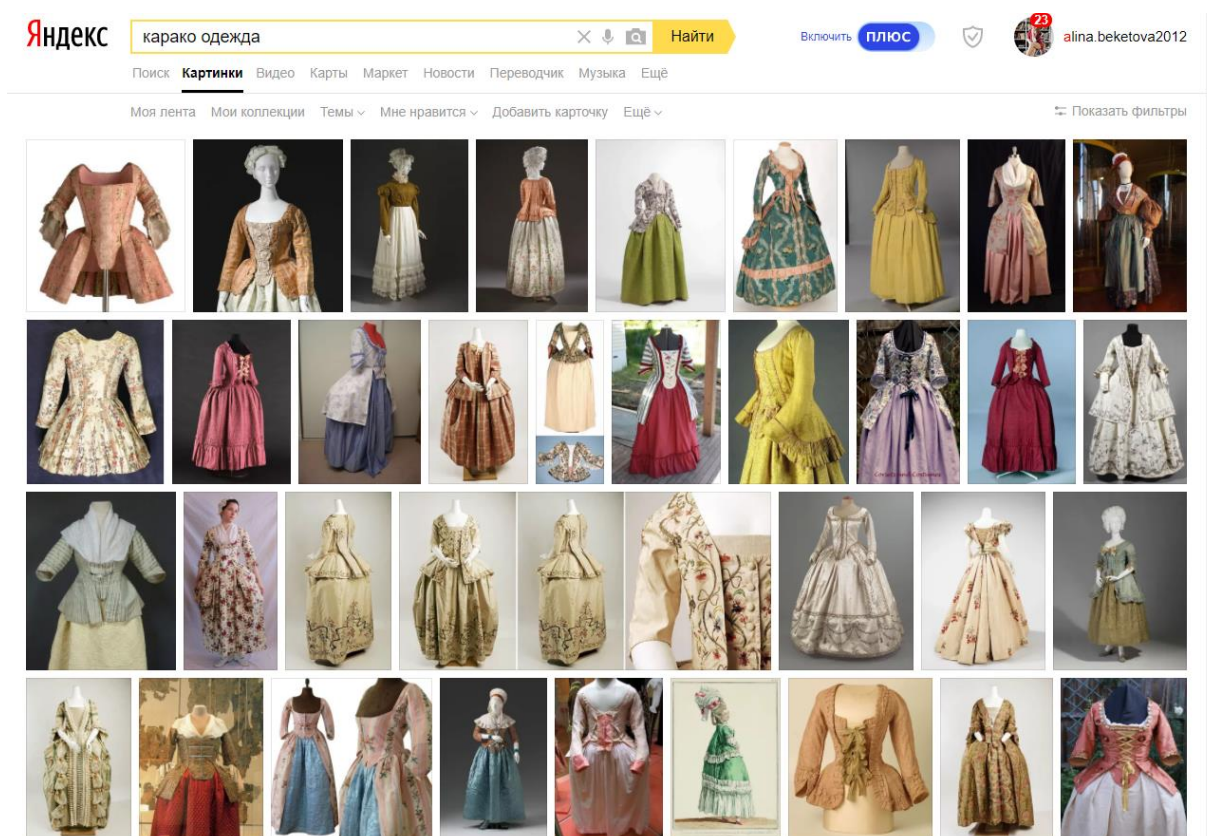 Яндекс карако одежда Найти Включить ПЛЮС 23 alina.beketova2012
Поиск Картинки Видео Карты Маркет Новости Переводчик Музыка Ещё
Моя лента Мои коллекции Темы Мне нравится Добавить карточку Ещё Показать фильтры